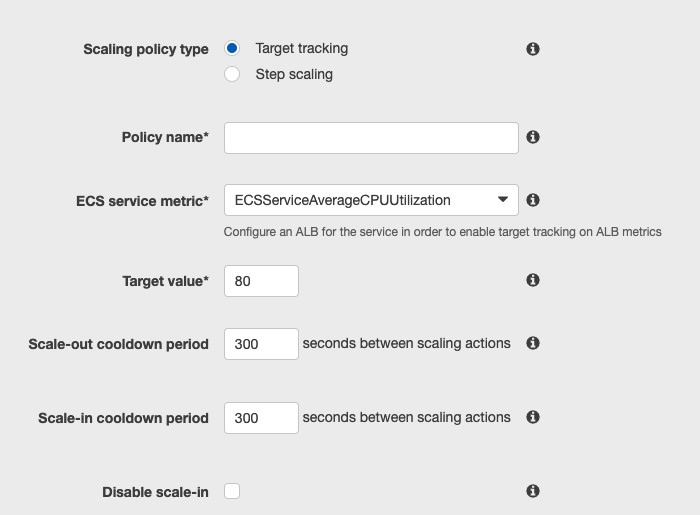 Scaling policy type
Target tracking
Step scaling
Policy name*
ECS service metric*
ECSServiceAverageCPUUtilization
Configure an ALB for the service in order to enable target tracking on ALB metrics
Target value*
80
Scale-out cooldown period
300
seconds between scaling actions
Scale-in cooldown period
300
seconds between scaling actions
Disable scale-in